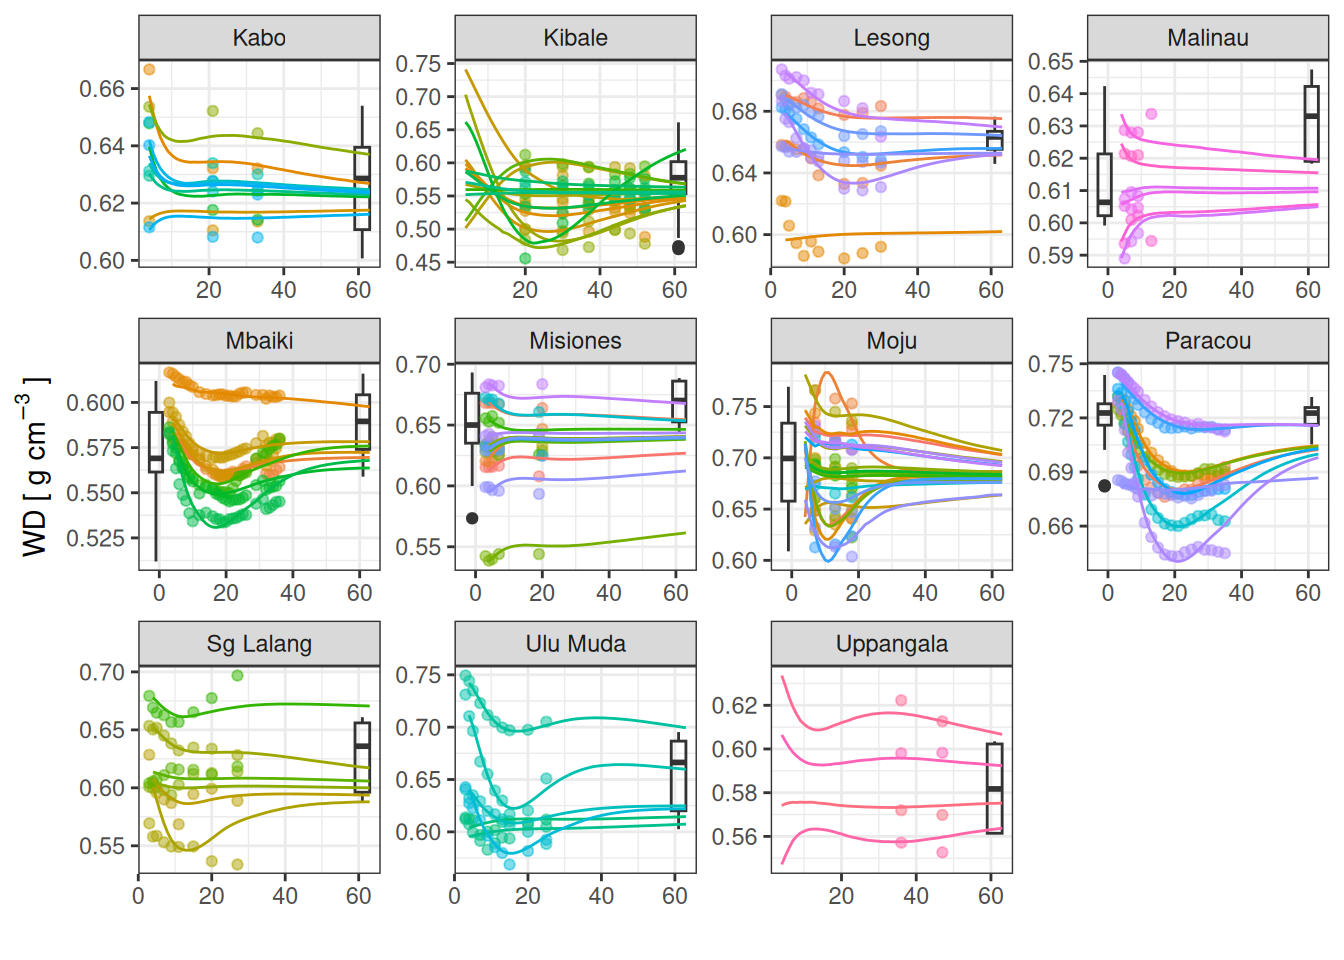 Kabo Kibale Lesong Malinau
0.66 0.64 0.62 0.60
0.75 0.70 0.65 0.60 0.55 0.50 0.45
0.68 0.64 0.60
0.65 0.64 0.63 0.62 0.61 0.60 0.59
20 40 60
20 40 60
0 20 40 60
0 20 40 60
Mbaiki Misiones Moju Paracou
0.600 0.575 0.550 0.525
0.70 0.65 0.60 0.55
0.75 0.70 0.65 0.60
0.75 0.72 0.69 0.66
0 20 40 60
0 20 40 60
0 20 40 60
0 20 40 60
WD [ g cm−3 ]
Sg Lalang Ulu Muda Uppangala
0.70 0.65 0.60 0.55
0.75 0.70 0.65 0.60
0.62 0.60 0.58 0.56
0 20 40 60
0 20 40 60
20 40 60